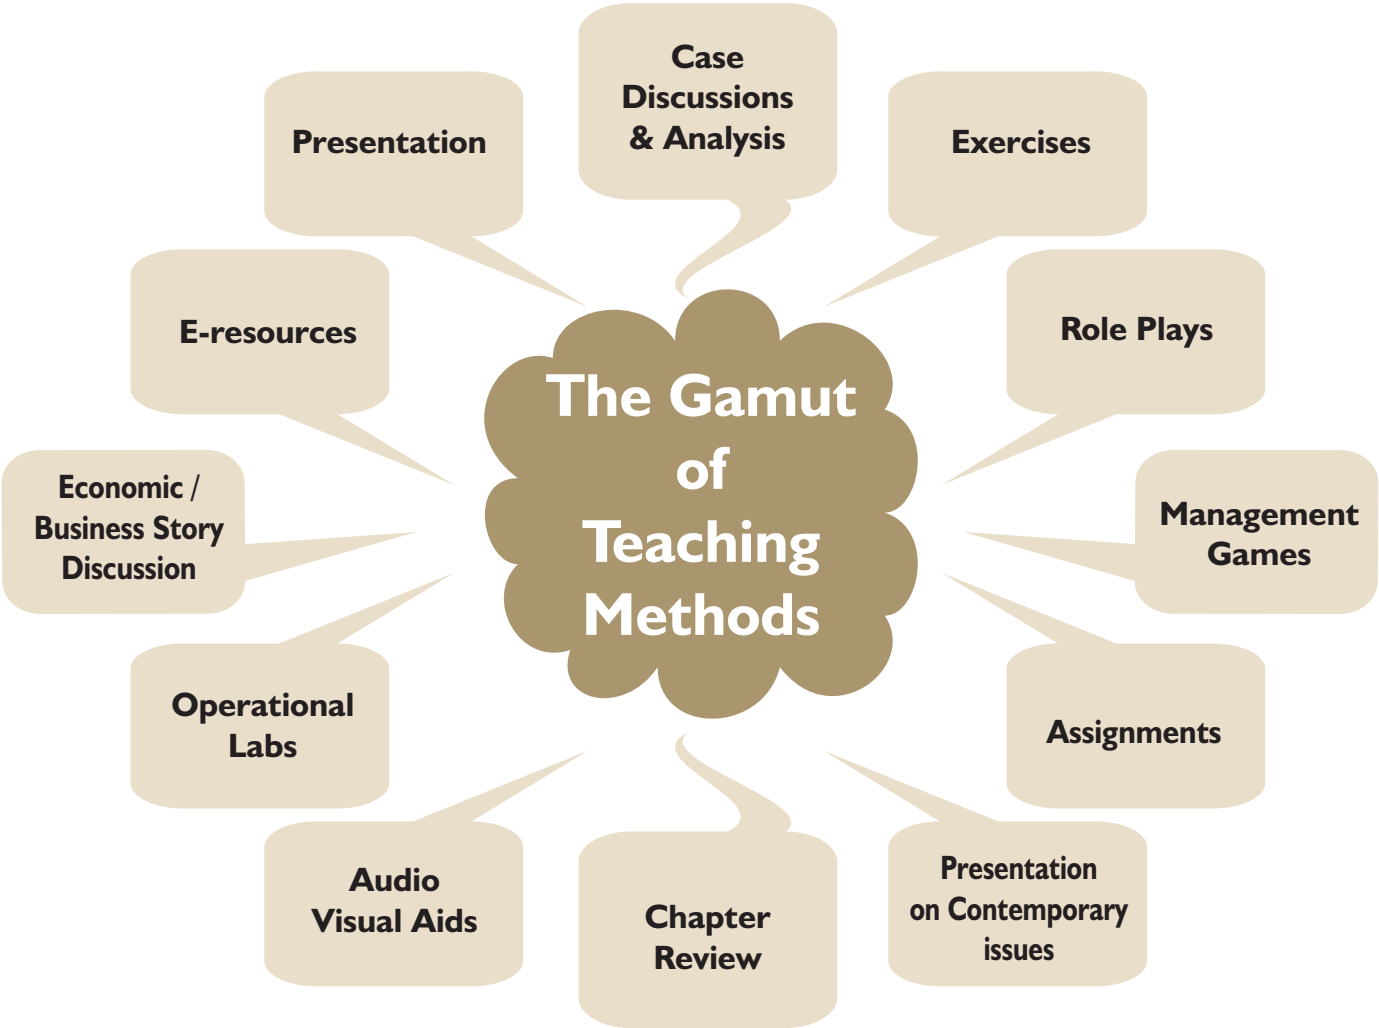 Case
Discussions
& Analysis
Presentation
Exercises
E-resources
Role Plays
The Gamut
of
Teaching
Methods
Economic /
Business Story
Discussion
Management
Games
Operational
Labs
Assignments
Audio
Visual Aids
Chapter
Review
Presentation
on Contemporary
issues